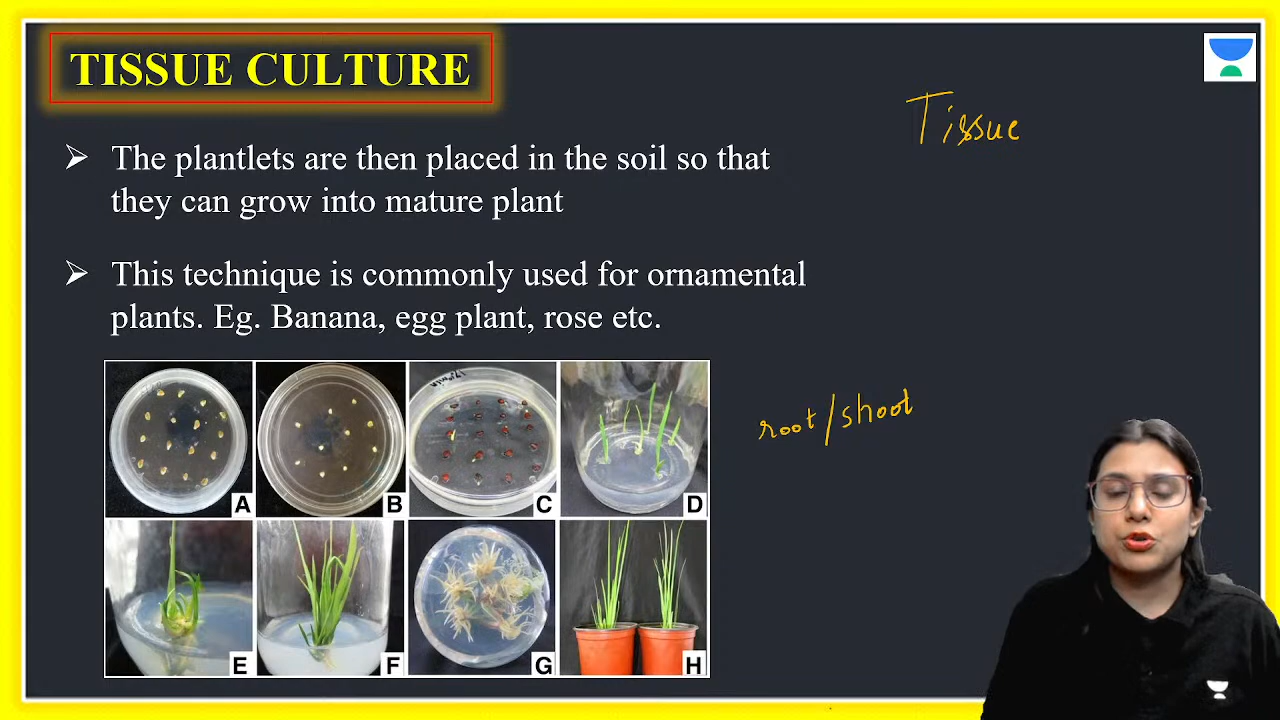 TISSUE CULTURE
Tissue
➢ The plantlets are then placed in the soil so that
they can grow into mature plant
➢ This technique is commonly used for ornamental
plants. Eg. Banana, egg plant, rose etc.
root/shoot
A
B
C
D
E
F
G
H